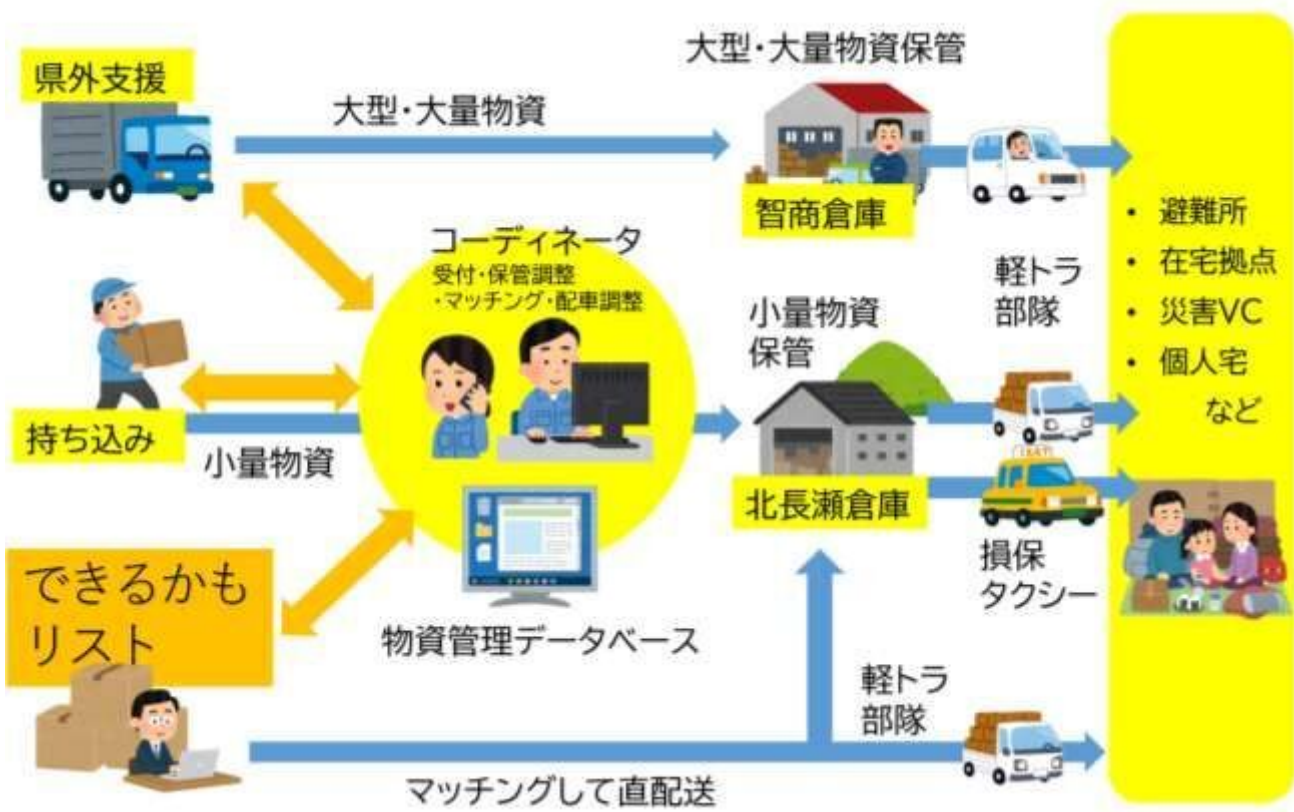 県外支援
大型・大量物資
大型・大量物資保管
智商倉庫
コーディネータ
受付・保管調整
・マッチング・配車調整
持ち込み
小量物資
小量物資
保管
北長瀬倉庫
軽トラ
部隊
TAXI
損保
タクシー
・ 避難所
・ 在宅拠点
・ 災害VC
・ 個人宅
など
できるかも
リスト
物資管理データベース
軽トラ
部隊
マッチングして直配送